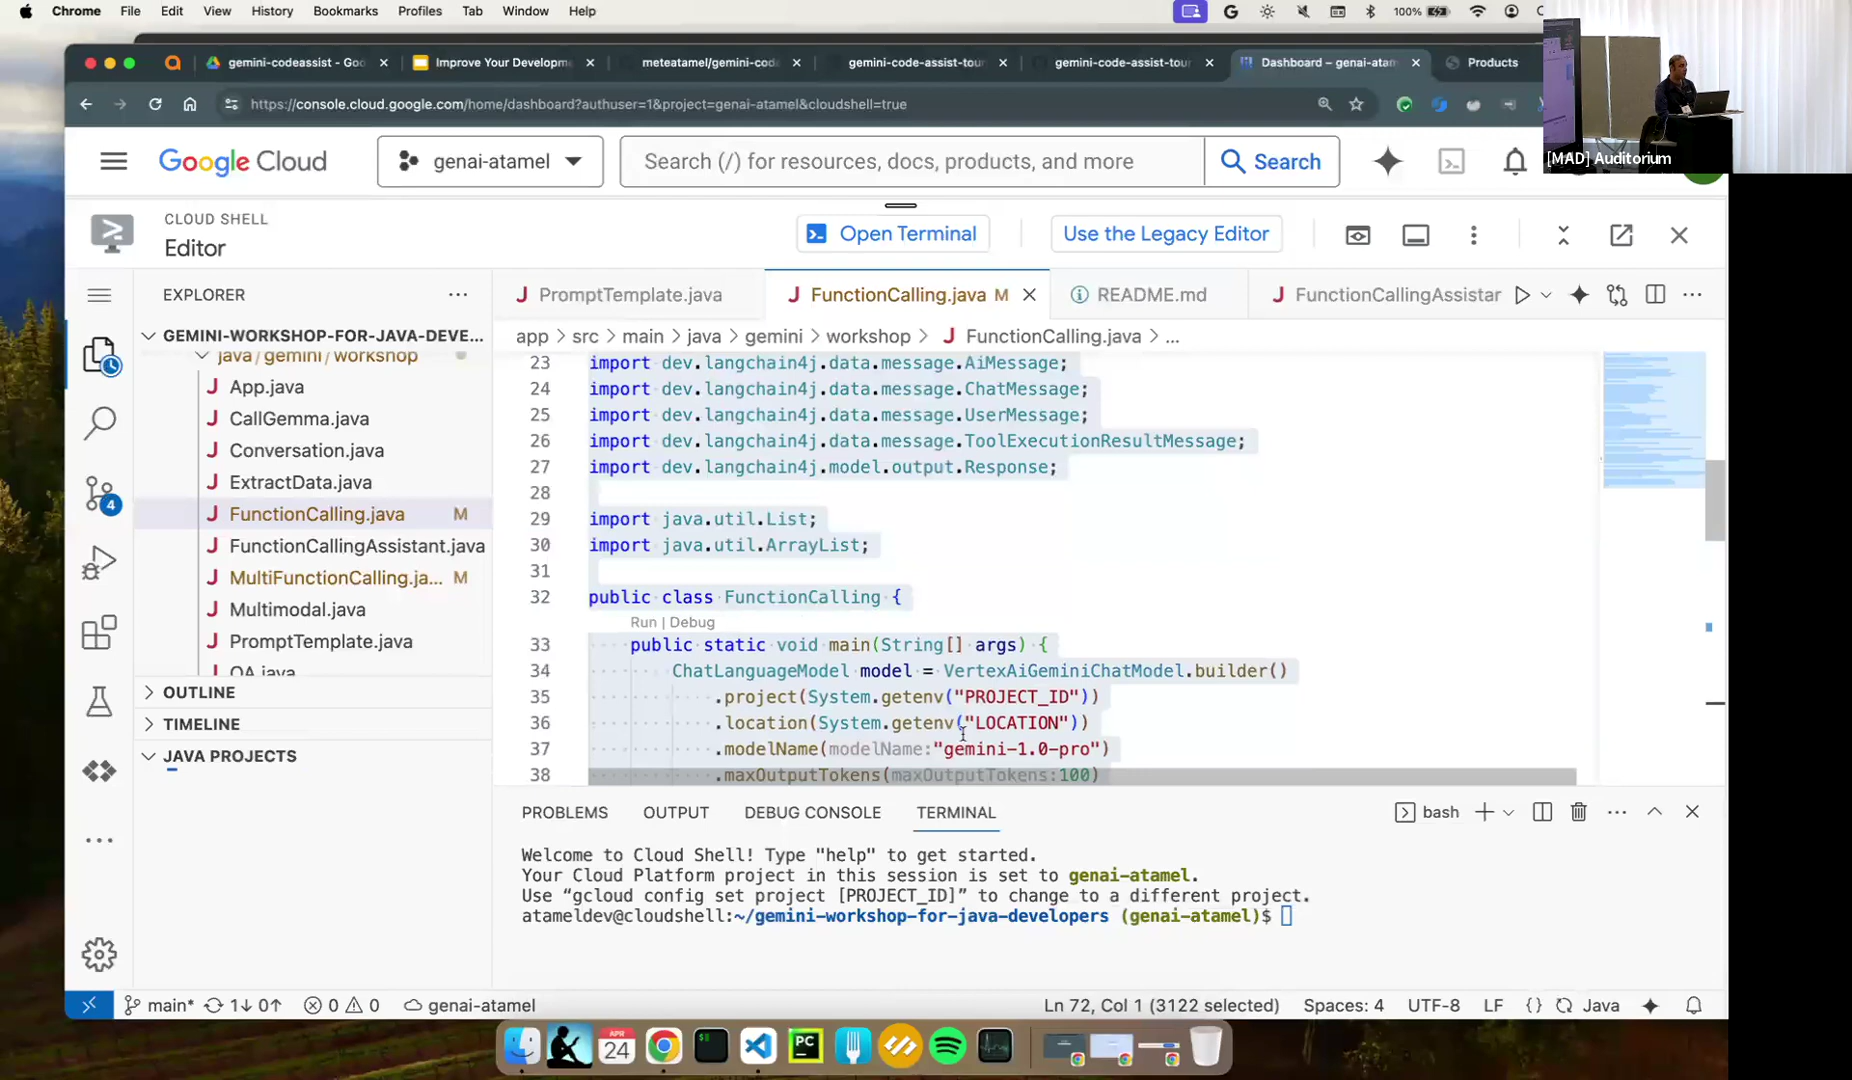 Chrome File Edit View History Bookmarks Profiles Tab Window Help 100%
gemini-codeassist - Goo
Improve Your Developm
meteatamel/gemini-cod
gemini-code-assist-tour
gemini-code-assist-tour
Dashboard – genai-atam
Products
https://console.cloud.google.com/home/dashboard?authuser=1&project=genai-atamel&cloudshell=true
[MAD] Auditorium
Google Cloud
genai-atamel
Search (/) for resources, docs, products, and more
Search
CLOUD SHELL
Editor
Open Terminal
Use the Legacy Editor
EXPLORER
PromptTemplate.java
FunctionCalling.java M
README.md
FunctionCallingAssistar
GEMINI-WORKSHOP-FOR-JAVA-DEVE...
app > src > main > java > gemini > workshop > FunctionCalling.java > ...
java / gemini / workshop
App.java
CallGemma.java
Conversation.java
ExtractData.java
FunctionCalling.java M
FunctionCallingAssistant.java
MultiFunctionCalling.ja... M
Multimodal.java
PromptTemplate.java
QA.java
OUTLINE
TIMELINE
JAVA PROJECTS
4
23 import dev.langchain4j.data.message.AiMessage;
24 import dev.langchain4j.data.message.ChatMessage;
25 import dev.langchain4j.data.message.UserMessage;
26 import dev.langchain4j.data.message.ToolExecutionResultMessage;
27 import dev.langchain4j.model.output.Response;
28
29 import java.util.List;
30 import java.util.ArrayList;
31
32 public class FunctionCalling {
Run | Debug
33 public static void main(String[] args) {
34 ChatLanguageModel model = VertexAiGeminiChatModel.builder()
35 .project(System.getenv("PROJECT_ID"))
36 .location(System.getenv("LOCATION"))
37 .modelName(modelName:"gemini-1.0-pro")
38 .maxOutputTokens(maxOutputTokens:100)
PROBLEMS OUTPUT DEBUG CONSOLE TERMINAL
bash
Welcome to Cloud Shell! Type "help" to get started.
Your Cloud Platform project in this session is set to genai-atamel.
Use “gcloud config set project [PROJECT_ID]” to change to a different project.
atameldev@cloudshell:~/gemini-workshop-for-java-developers (genai-atamel)$
main* 1↓ 0↑ 0 0 genai-atamel
Ln 72, Col 1 (3122 selected) Spaces: 4 UTF-8 LF {} Java
APR
24
PC